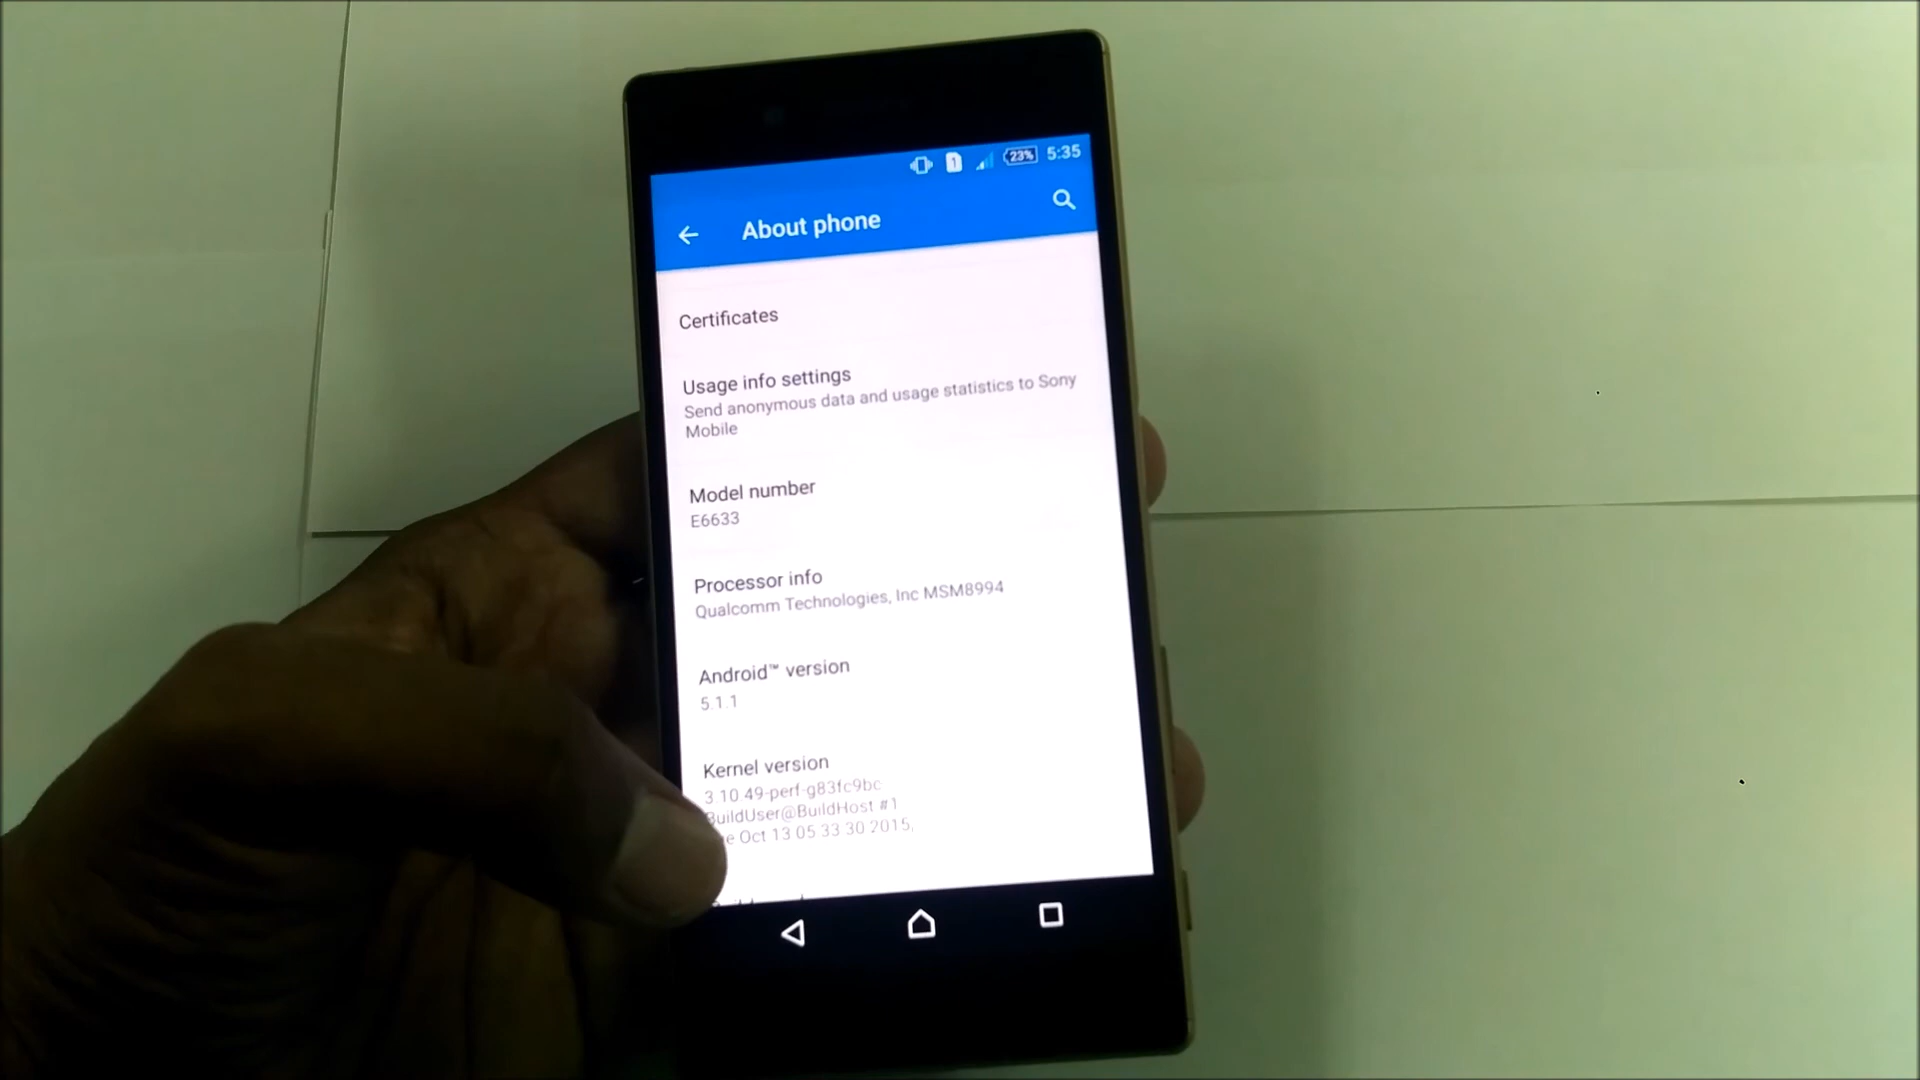 1 23% 5:35
About phone
Certificates
Usage info settings
Send anonymous data and usage statistics to Sony
Mobile
Model number
E6633
Processor info
Qualcomm Technologies, Inc MSM8994
Android™ version
5.1.1
Kernel version
3.10.49-perf-g83fc9bc
BuildUser@BuildHost #1
Oct 13 05 33 30 2015,